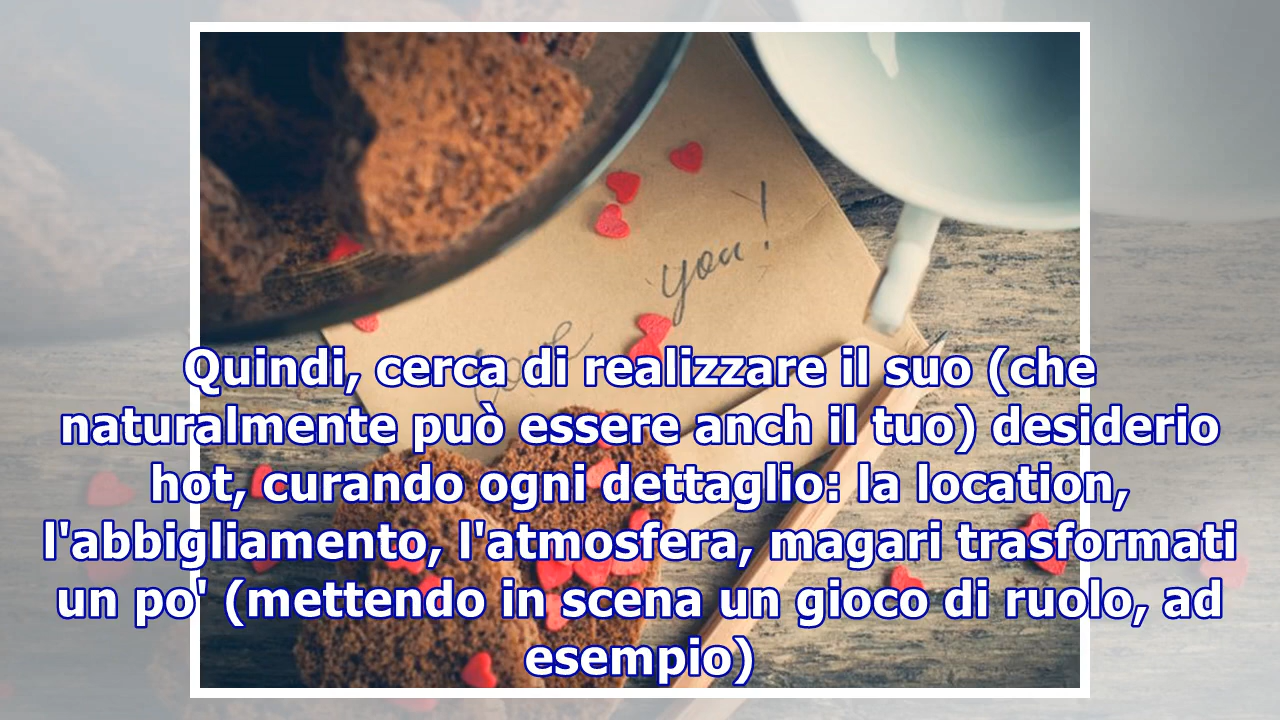 Love
you!
Quindi, cerca di realizzare il suo (che
naturalmente può essere anch il tuo) desiderio
hot, curando ogni dettaglio: la location,
l'abbigliamento, l'atmosfera, magari trasformati
un po' (mettendo in scena un gioco di ruolo, ad
esempio)